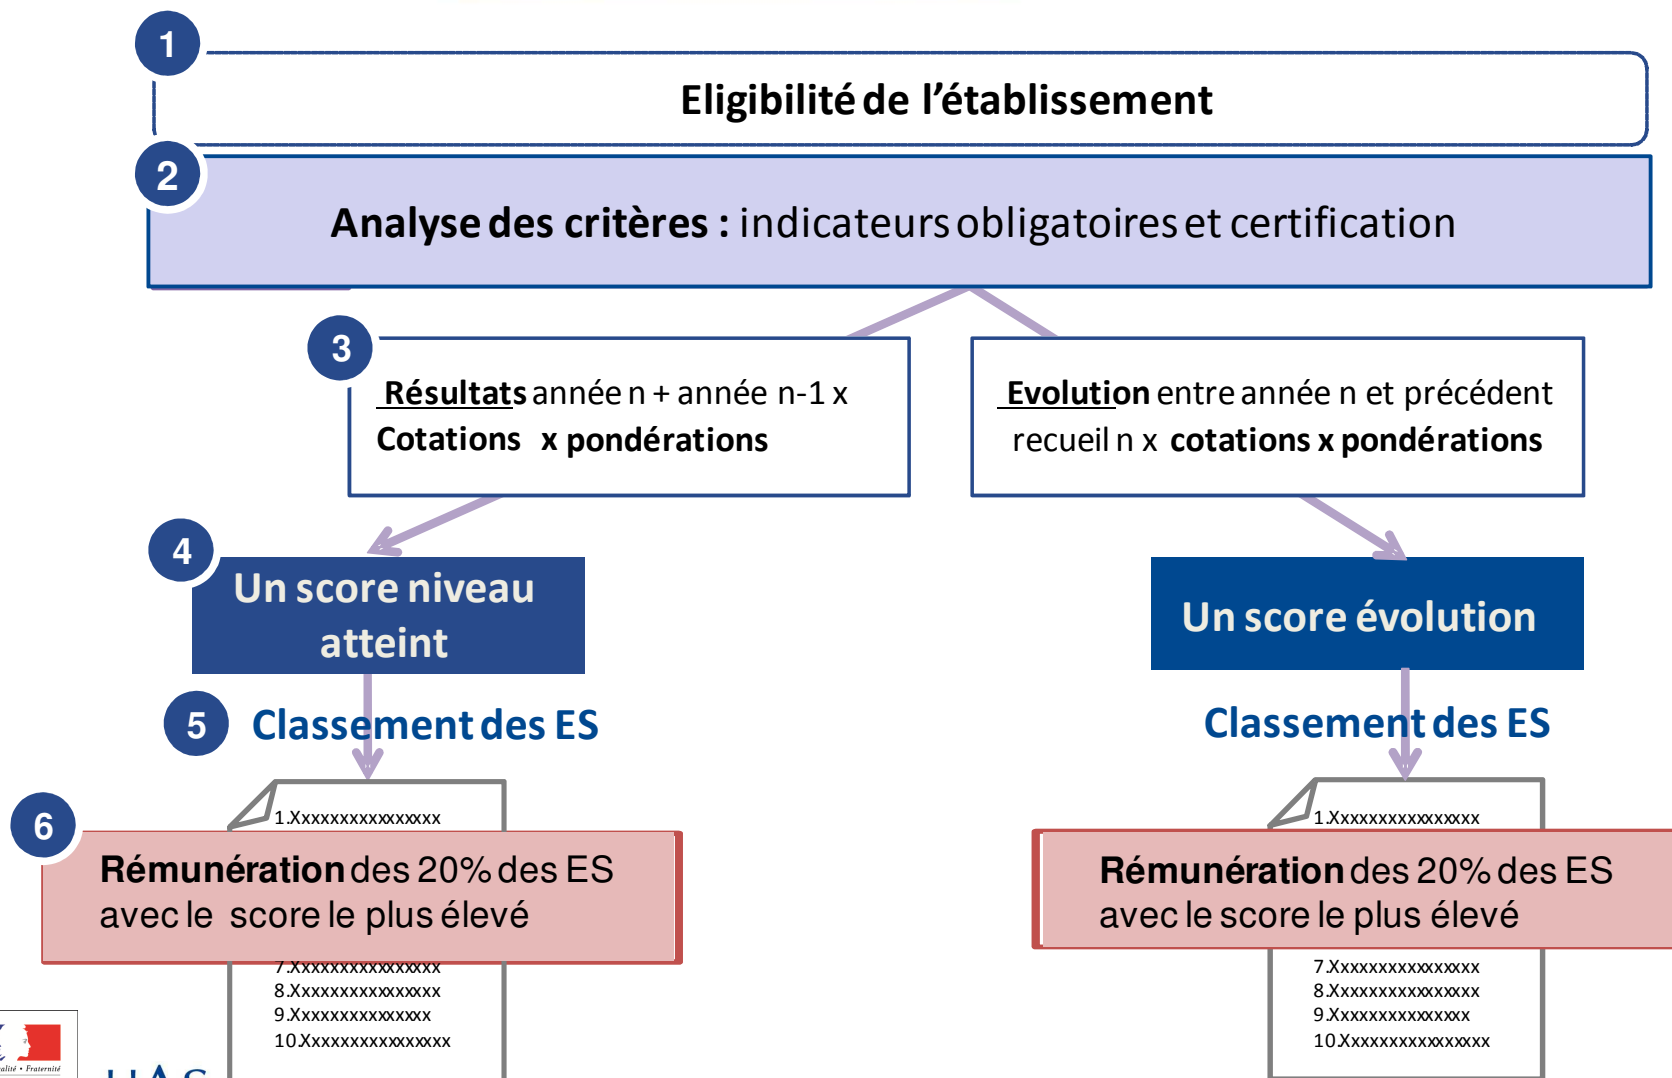 1
Eligibilité de l'établissement
2
Analyse des critères : indicateurs obligatoires et certification
3
Résultats année n + année n-1 x
Cotations x pondérations
Evolution entre année n et précédent
recueil n x cotations x pondérations
4
Un score niveau
atteint
Un score évolution
5
Classement des ES
Classement des ES
1.Xxxxxxxxxxxxxxxx
1.Xxxxxxxxxxxxxxxx
6
Rémunération des 20% des ES
avec le score le plus élevé
Rémunération des 20% des ES
avec le score le plus élevé
7.Xxxxxxxxxxxxxxxx
8.Xxxxxxxxxxxxxxxx
9.Xxxxxxxxxxxxxxx
10.Xxxxxxxxxxxxxxxx
7.Xxxxxxxxxxxxxxxx
8.Xxxxxxxxxxxxxxxx
9.Xxxxxxxxxxxxxxx
10.Xxxxxxxxxxxxxxxx
Fraternité
HAS